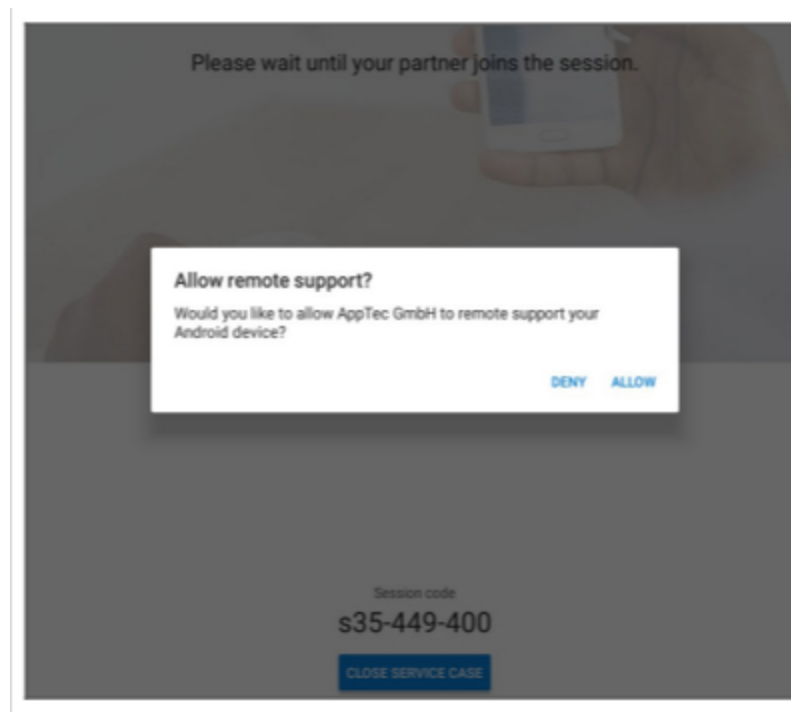 Please wait until your partner joins the session.
Allow remote support?
Would you like to allow AppTec GmbH to remote support your
Android device?
DENY ALLOW
Session code
s35-449-400
CLOSE SERVICE CASE